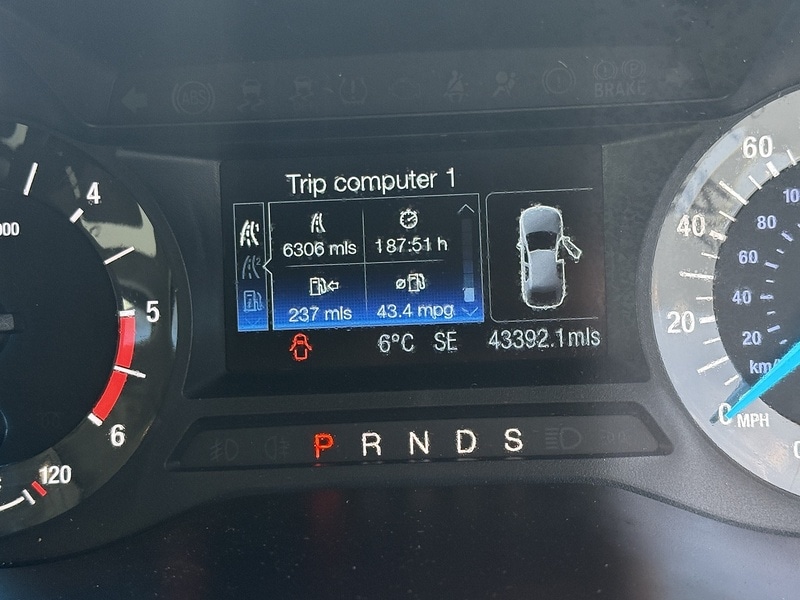 ABS
BRAKE
Trip computer 1
6306 mls 187:51 h
237 mls 43.4 mpg
6°C SE 43392.1mls
P R N D S
4
5
6
120
60
40
20
0 MPH
80
60
40
20
km/